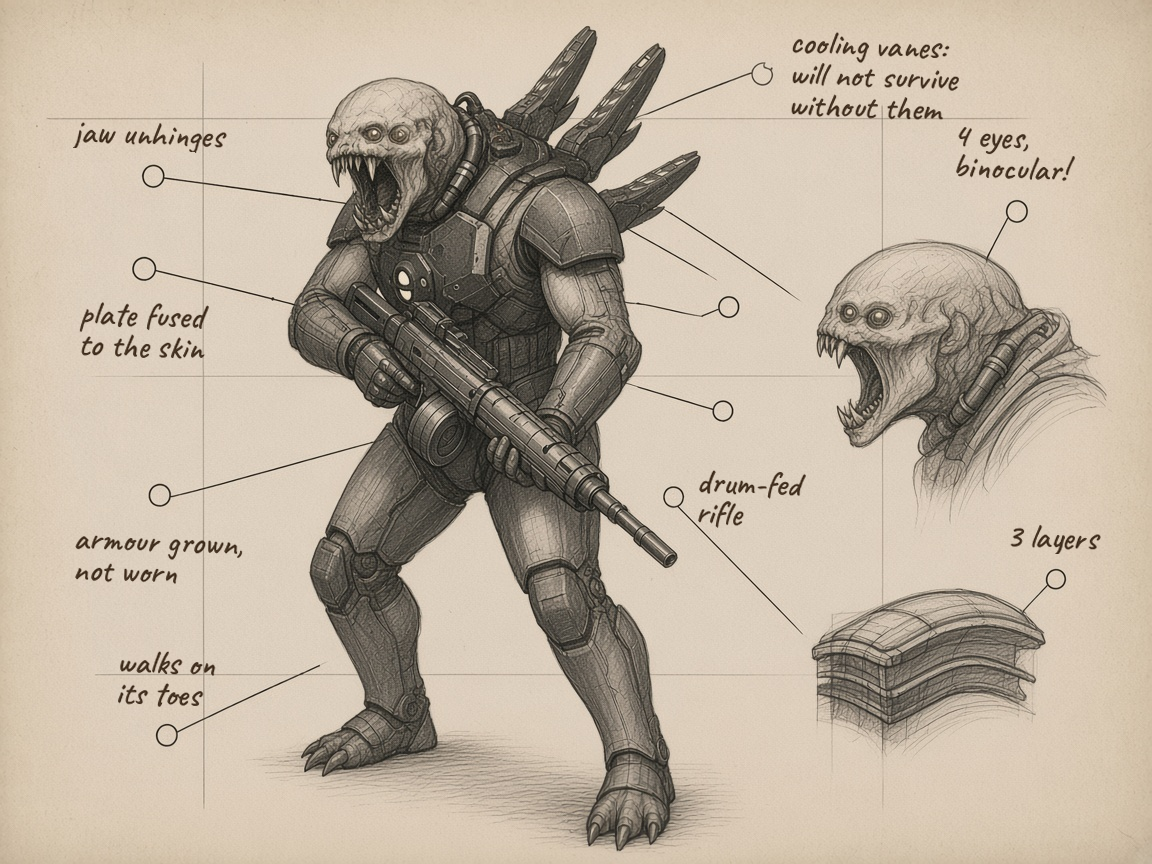 cooling vanes:
will not survive
without them
jaw unhinges
4 eyes,
binocular!
plate fused
to the skin
drum-fed
rifle
armour grown,
not worn
3 layers
walks on
its toes